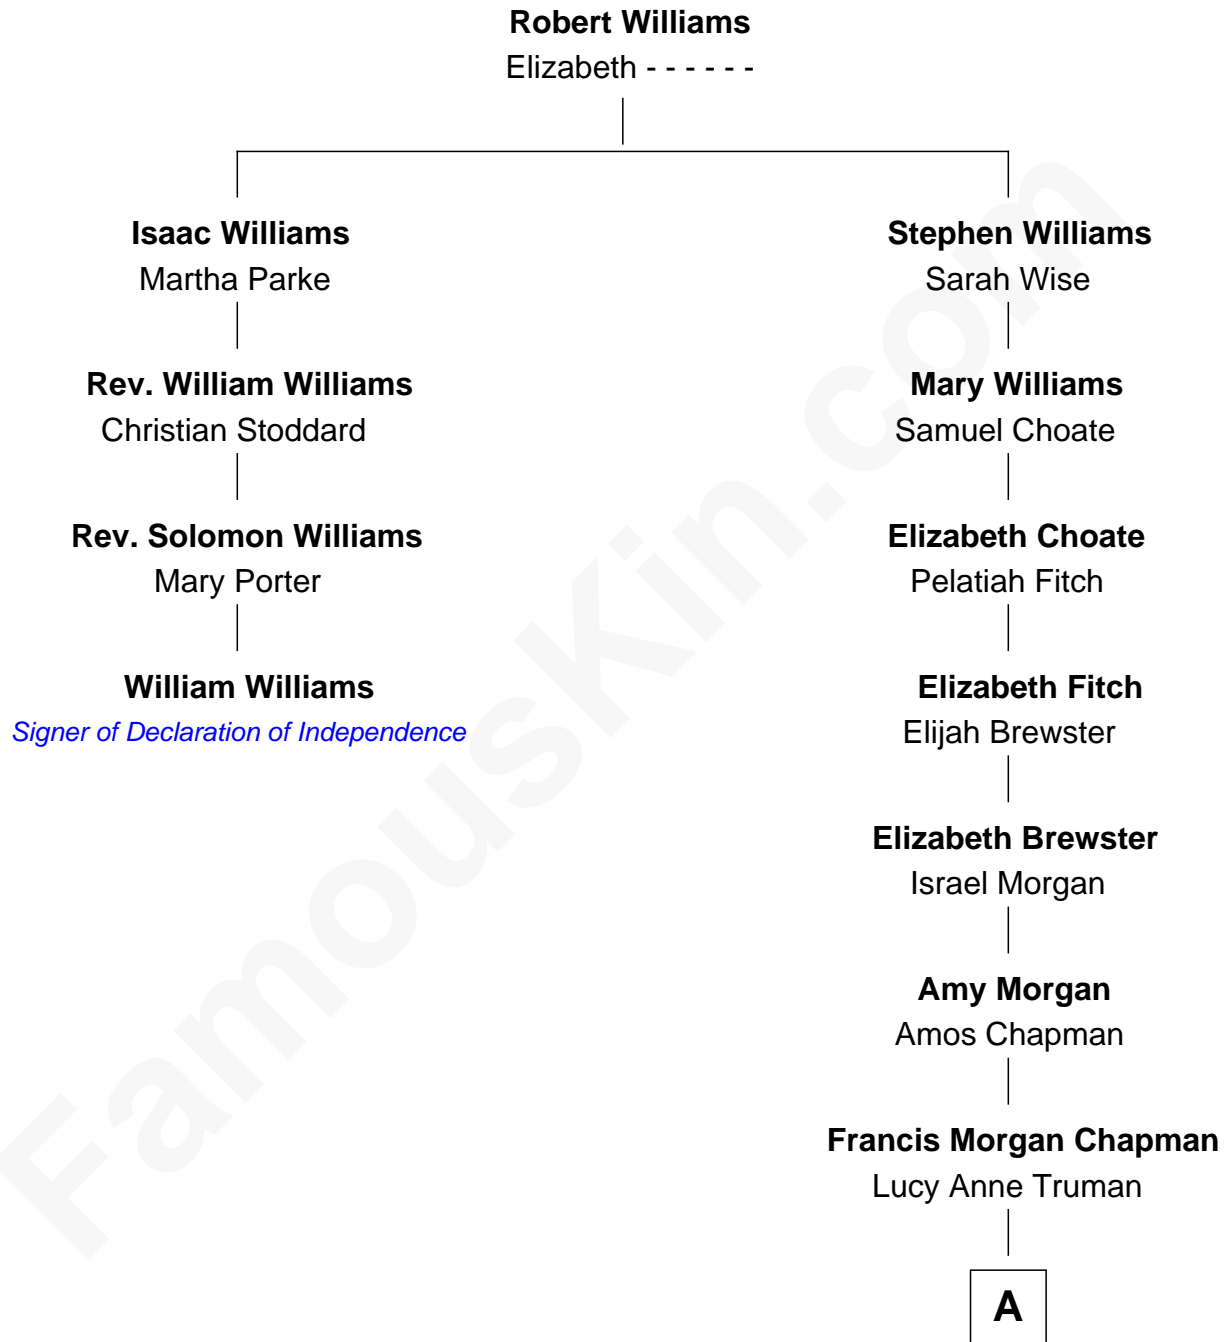 Robert Williams
Elizabeth - - - - - -
Isaac Williams
Martha Parke
Stephen Williams
Sarah Wise
Rev. William Williams
Christian Stoddard
Mary Williams
Samuel Choate
Rev. Solomon Williams
Mary Porter
Elizabeth Choate
Pelatiah Fitch
William Williams
Signer of Declaration of Independence
Elizabeth Fitch
Elijah Brewster
Elizabeth Brewster
Israel Morgan
Amy Morgan
Amos Chapman
Francis Morgan Chapman
Lucy Anne Truman
A
FamousKin.com